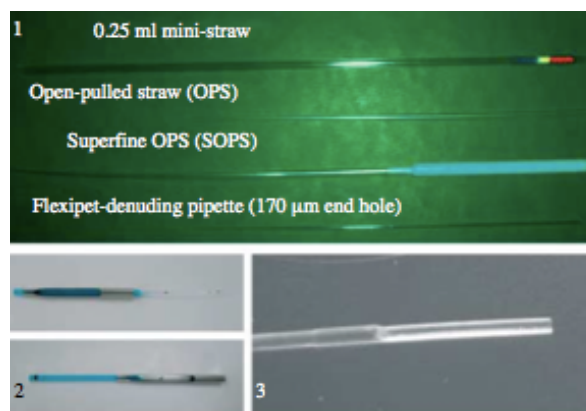 1
0.25 ml mini-straw
Open-pulled straw (OPS)
Superfine OPS (SOPS)
Flexipet-denuding pipette (170 μm end hole)
2
3